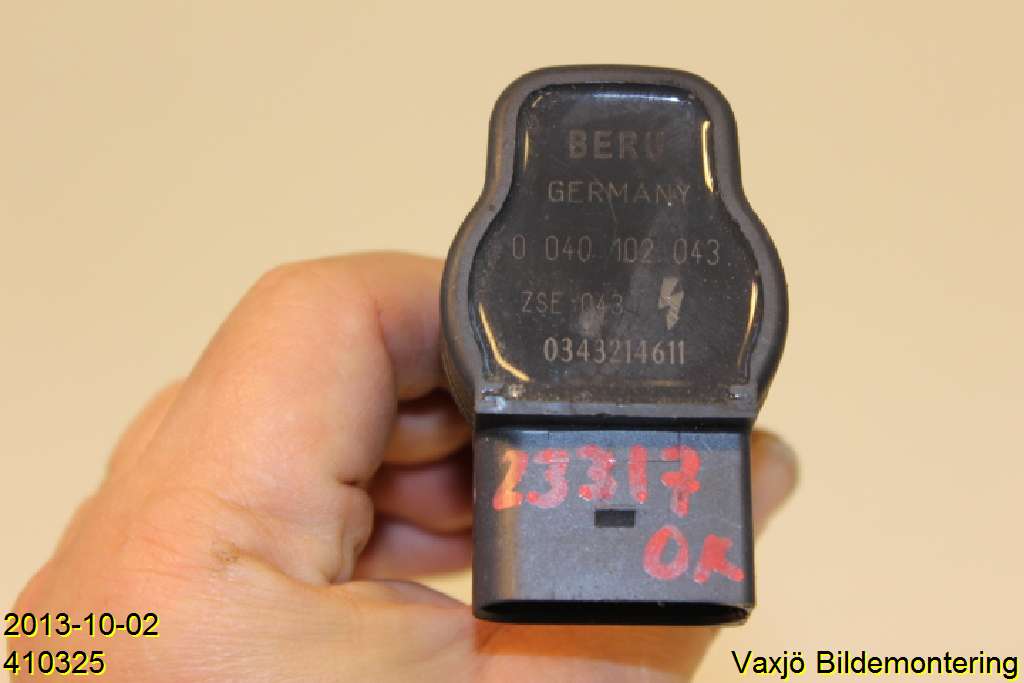 BERU
GERMANY
0 040 102 043
ZSE 043
0343214611
23317
OK
2013-10-02
410325
Vaxjö Bildemontering